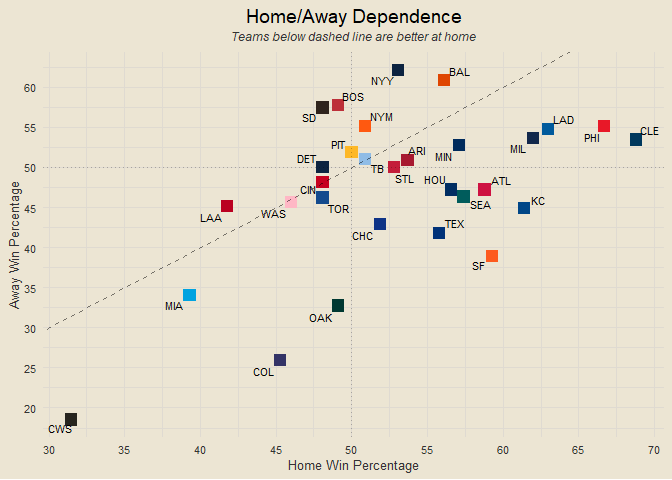 Home/Away Dependence
Teams below dashed line are better at home
Away Win Percentage
60
55
50
45
40
35
30
25
20
NYY
BAL
BOS
SD
NYM
LAD
PHI
CLE
PIT
MIL
DET
ARI
MIN
TB
STL
HOU
ATL
CIN
SEA
KC
LAA
WAS
TOR
CHC
TEX
SF
MIA
OAK
COL
CWS
30 35 40 45 50 55 60 65 70
Home Win Percentage